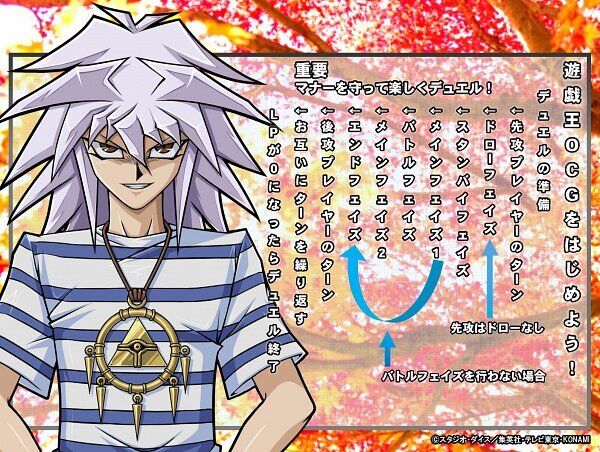 遊戯王OCGをはじめよう！
デュエルの準備
←先攻プレイヤーのターン
←ドローフェイズ
←スタンバイフェイズ
←メインフェイズ1
←バトルフェイズ
←メインフェイズ2
←エンドフェイズ
←後攻プレイヤーのターン
←お互いにターンを繰り返す
LPが0になったらデュエル終了
重要
マナーを守って楽しくデュエル！
先攻はドローなし
バトルフェイズを行わない場合
©スタジオ・ダイス／集英社・テレビ東京・KONAMI